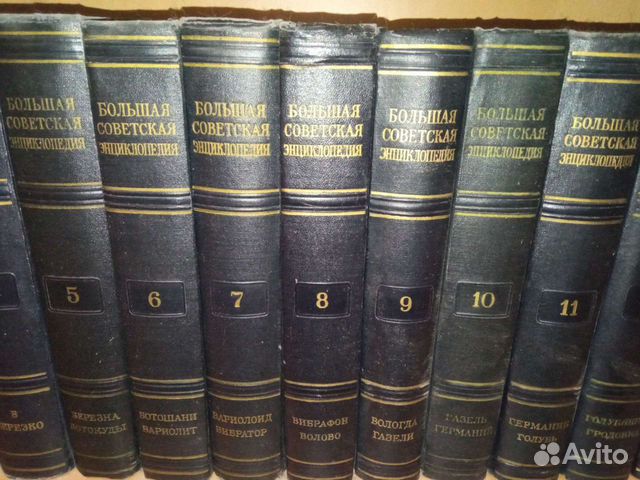 В
БЕРЕЗКО
БОЛЬШАЯ
СОВЕТСКАЯ
ЭНЦИКЛОПЕДИЯ
5
БЕРЕЗНА
БОТОКУДЫ
БОЛЬШАЯ
СОВЕТСКАЯ
ЭНЦИКЛОПЕДИЯ
6
БОТОШАНИ
ВАРИОЛИТ
БОЛЬШАЯ
СОВЕТСКАЯ
ЭНЦИКЛОПЕДИЯ
7
ВАРИОЛОИД
ВИБРАТОР
БОЛЬШАЯ
СОВЕТСКАЯ
ЭНЦИКЛОПЕДИЯ
8
ВИБРАФОН
ВОЛОВО
БОЛЬШАЯ
СОВЕТСКАЯ
ЭНЦИКЛОПЕДИЯ
9
ВОЛОГДА
ГАЗЕЛИ
БОЛЬШАЯ
СОВЕТСКАЯ
ЭНЦИКЛОПЕДИЯ
10
ГАЗЕЛЬ
ГЕРМАНИЙ
БОЛЬШАЯ
СОВЕТСКАЯ
ЭНЦИКЛОПЕДИЯ
11
ГЕРМАНИЯ
ГОЛУБЬ
Avito